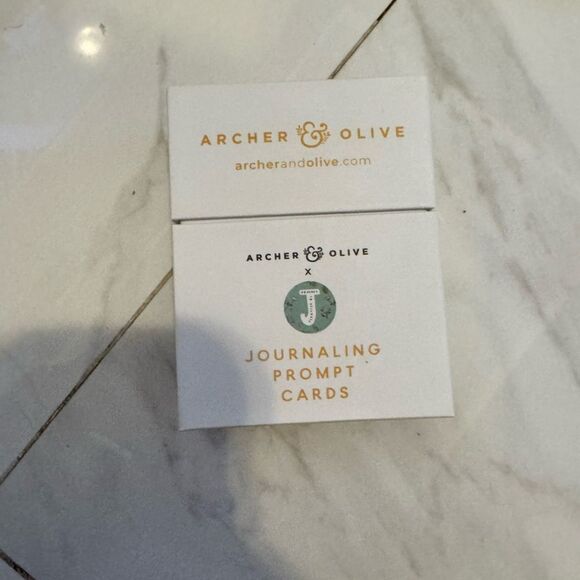 ARCHER & OLIVE
archerandolive.com
ARCHER & OLIVE
x
J
JOURNALING
PROMPT
CARDS